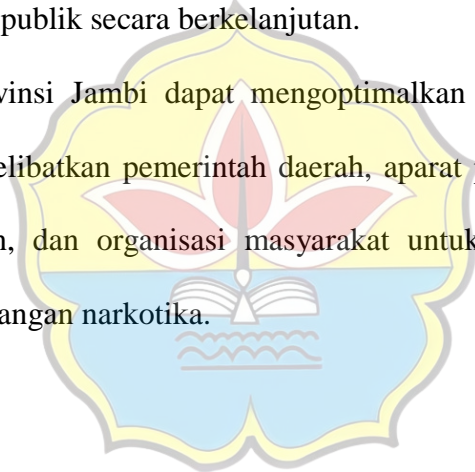 publik secara berkelanjutan.
vinsi Jambi dapat mengoptimalkan
elibatkan pemerintah daerah, aparat
n, dan organisasi masyarakat untuk
angan narkotika.